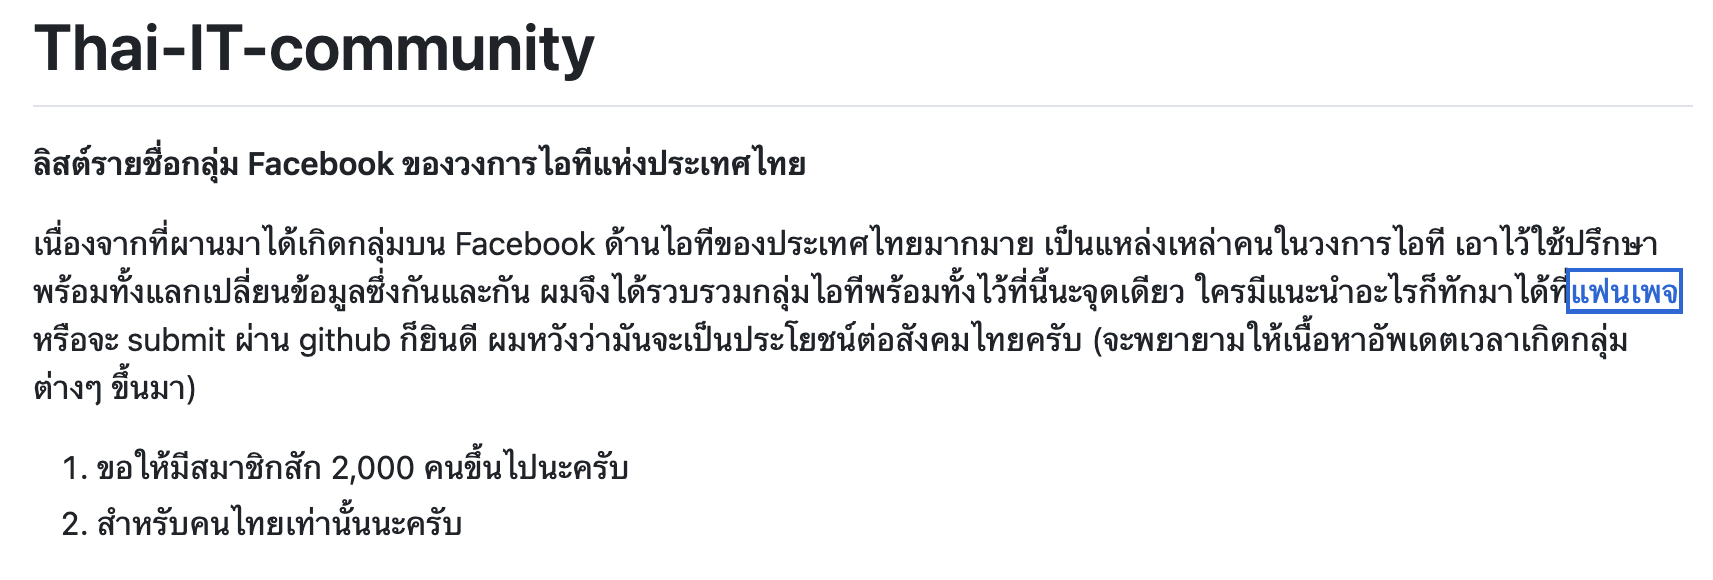 Thai-IT-community
ลิสต์รายชื่อกลุ่ม Facebook ของวงการไอทีแห่งประเทศไทย
เนื่องจากที่ผานมาได้เกิดกลุ่มบน Facebook ด้านไอทีของประเทศไทยมากมาย เป็นแหล่งเหล่าคนในวงการไอที เอาไว้ใช้ปรึกษา
พร้อมทั้งแลกเปลี่ยนข้อมูลซึ่งกันและกัน ผมจึงได้รวบรวมกลุ่มไอทีพร้อมทั้งไว้ที่นี้นะจุดเดียว ใครมีแนะนำอะไรก็ทักมาได้ที่แฟนเพจ
หรือจะ submit ผ่าน github ก็ยินดี ผมหวังว่ามันจะเป็นประโยชน์ต่อสังคมไทยครับ (จะพยายามให้เนื้อหาอัพเดตเวลาเกิดกลุ่ม
ต่างๆ ขึ้นมา)
1. ขอให้มีสมาชิกสัก 2,000 คนขึ้นไปนะครับ
2. สำหรับคนไทยเท่านั้นนะครับ